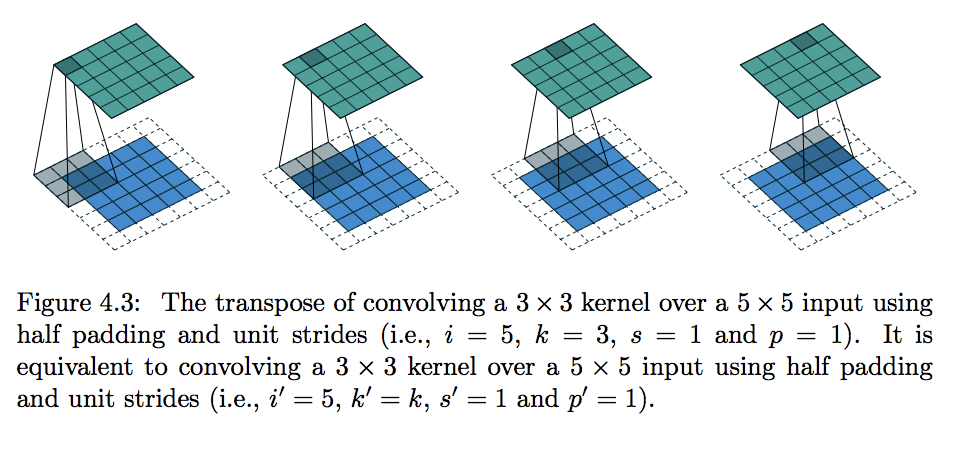 Figure 4.3: The transpose of convolving a 3 × 3 kernel over a 5 × 5 input using
half padding and unit strides (i.e., i = 5, k = 3, s = 1 and p = 1). It is
equivalent to convolving a 3 × 3 kernel over a 5 × 5 input using half padding
and unit strides (i.e., i′ = 5, k′ = k, s′ = 1 and p′ = 1).